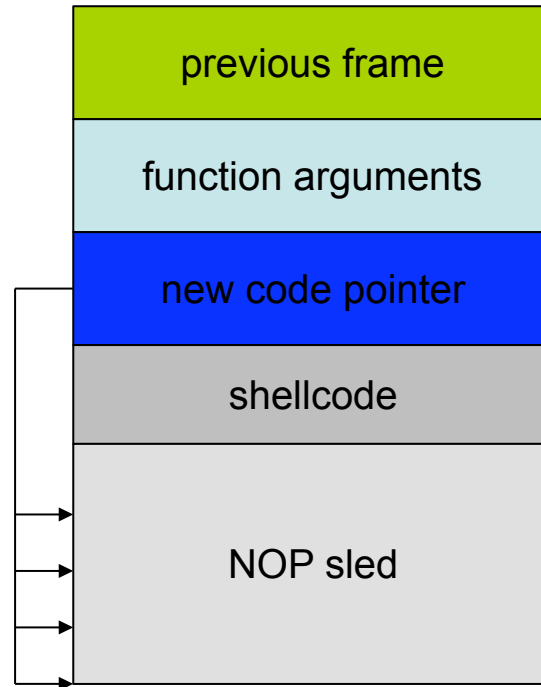 previous frame
function arguments
new code pointer
shellcode
NOP sled